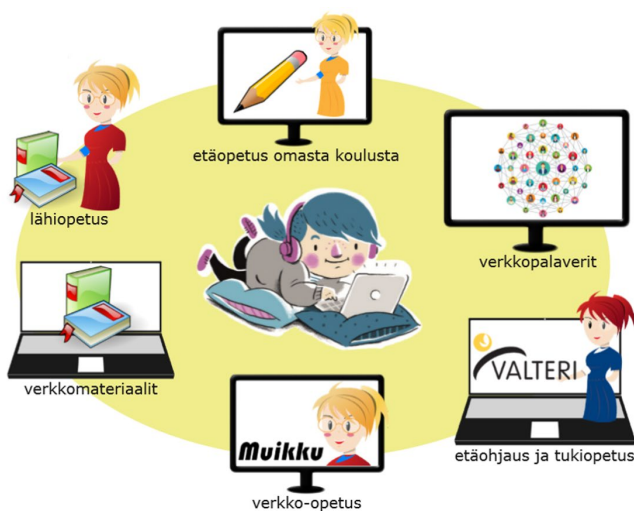 etäopetus omasta koulusta
lähiopetus
verkkopalaverit
VALTERI
verkkomateriaalit
etäohjaus ja tukiopetus
Muikku
verkko-opetus